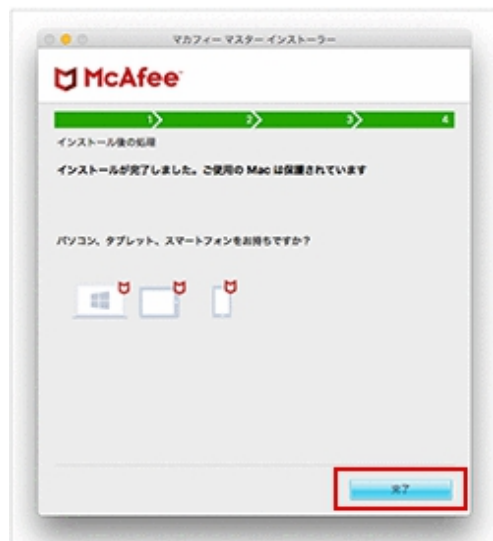 マカフィー マスター インストーラー
McAfee
1 2 3 4
インストール後の処理
インストールが完了しました。ご使用の Mac は保護されています
パソコン、タブレット、スマートフォンをお持ちですか？
完了